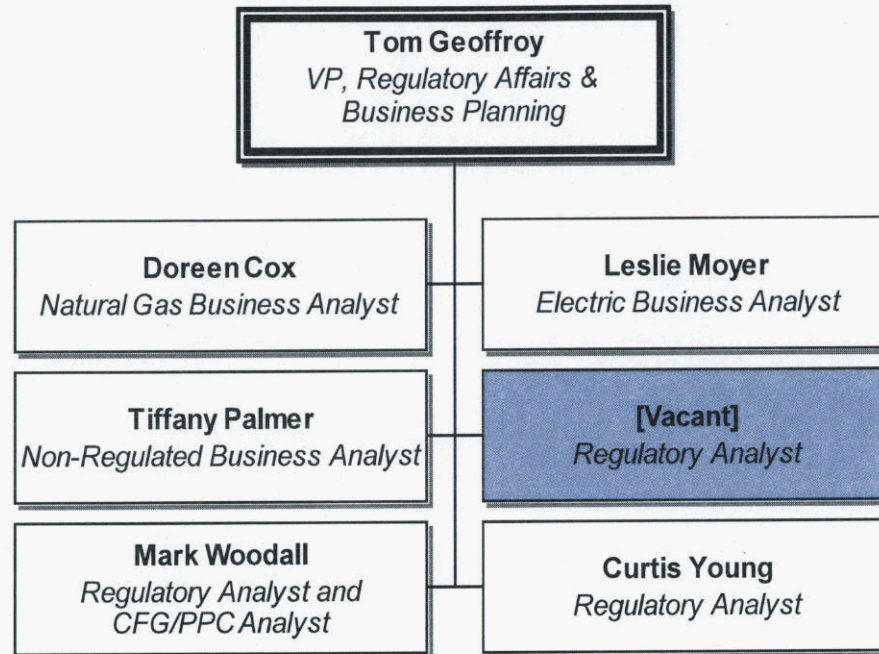 Tom Geoffroy
VP, Regulatory Affairs &
Business Planning
Doreen Cox
Natural Gas Business Analyst
Leslie Moyer
Electric Business Analyst
Tiffany Palmer
Non-Regulated Business Analyst
[Vacant]
Regulatory Analyst
Mark Woodall
Regulatory Analyst and
CFG/PPC Analyst
Curtis Young
Regulatory Analyst